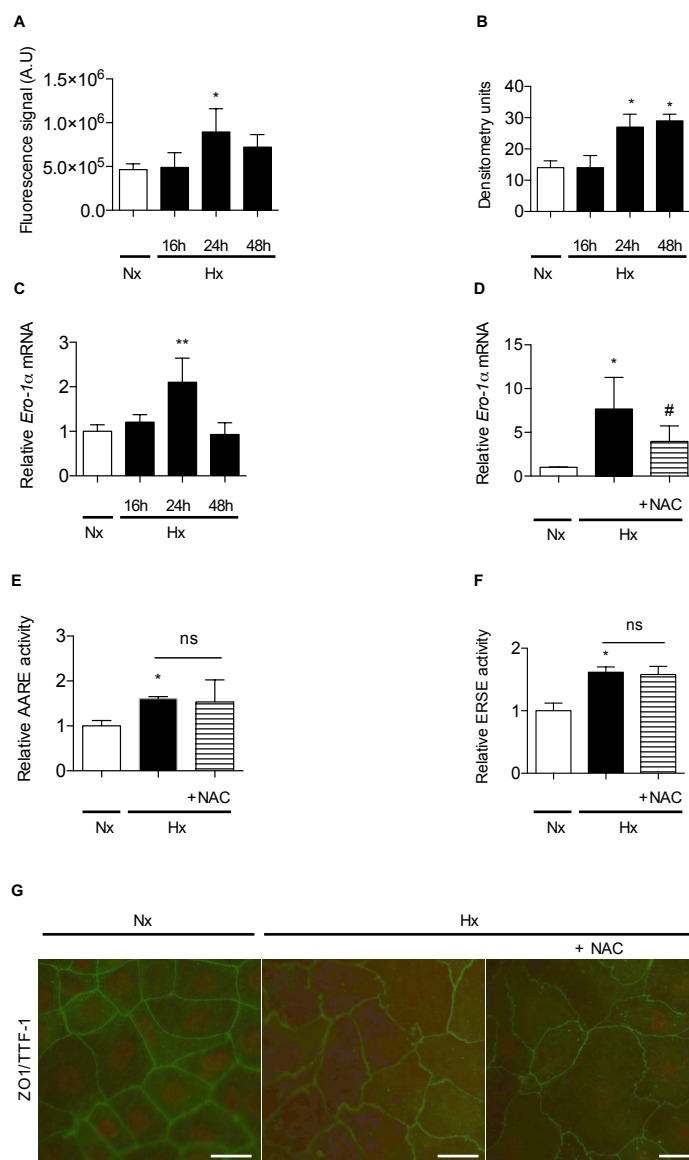 A
B
Fluorescence signal (A.U)
1.5×10⁶
1.0×10⁶
5.0×10⁵
0.0
*
16h 24h 48h
Nx Hx
Densitometry units
40
30
20
10
0
* *
16h 24h 48h
Nx Hx
C
D
Relative Ero-1α mRNA
3
2
1
0
**
16h 24h 48h
Nx Hx
Relative Ero-1α mRNA
15
10
5
0
*
#
+NAC
Nx Hx
E
F
Relative AARE activity
3
2
1
0
ns
*
+NAC
Nx Hx
Relative ERSE activity
2
1
0
ns
*
+NAC
Nx Hx
G
Nx Hx
+ NAC
ZO1/TTF-1